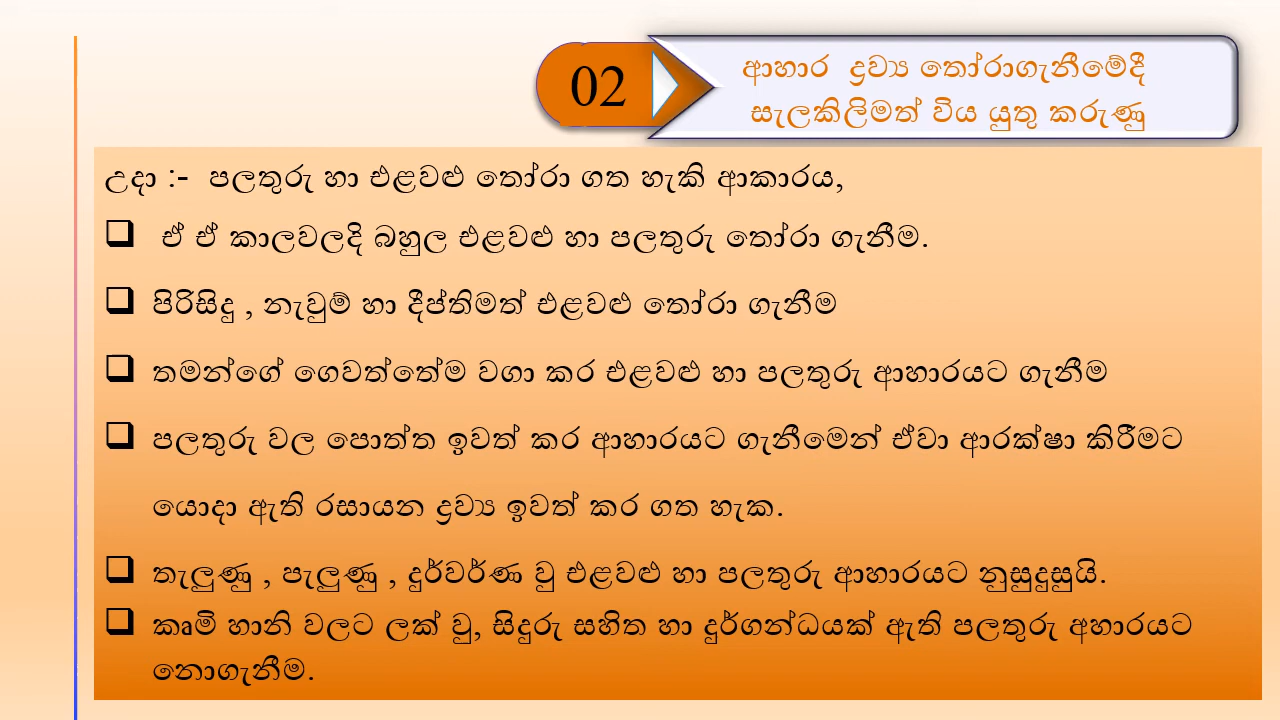 02
ආහාර ද්‍රව්‍ය තෝරාගැනීමේදී
සැලකිලිමත් විය යුතු කරුණු
උදා :- පලතුරු හා එළවළු තෝරා ගත හැකි ආකාරය,
ඒ ඒ කාලවලදි බහුල එළවළු හා පලතුරු තෝරා ගැනීම.
පිරිසිදු , නැවුම් හා දීප්තිමත් එළවළු තෝරා ගැනීම
තමන්ගේ ගෙවත්තේම වගා කර එළවළු හා පලතුරු ආහාරයට ගැනීම
පලතුරු වල පොත්ත ඉවත් කර ආහාරයට ගැනීමෙන් ඒවා ආරක්ෂා කිරීමට
යොදා ඇති රසායන ද්‍රව්‍ය ඉවත් කර ගත හැක.
තැලුණු , පැලුණු , දුර්වර්ණ වු එළවළු හා පලතුරු ආහාරයට නුසුදුසුයි.
කෘමි හානි වලට ලක් වු, සිදුරු සහිත හා දුර්ගන්ධයක් ඇති පලතුරු අහාරයට
නොගැනීම.